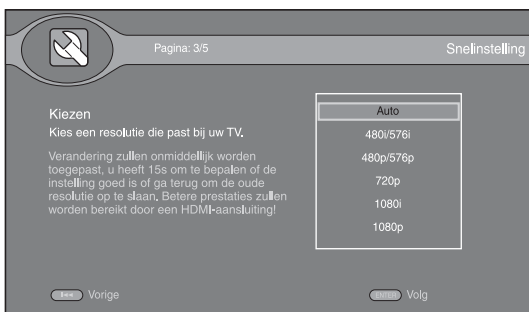 Pagina: 3/5
Snelinstelling
Kiezen
Kies een resolutie die past bij uw TV.
Verandering zullen onmiddelijk worden
toegepast, u heeft 15s om te bepalen of de
instelling goed is of ga terug om de oude
resolutie op te slaan. Betere prestaties zullen
worden bereikt door een HDMI-aansluiting!
Auto
480i/576i
480p/576p
720p
1080i
1080p
Vorige
ENTER Volg